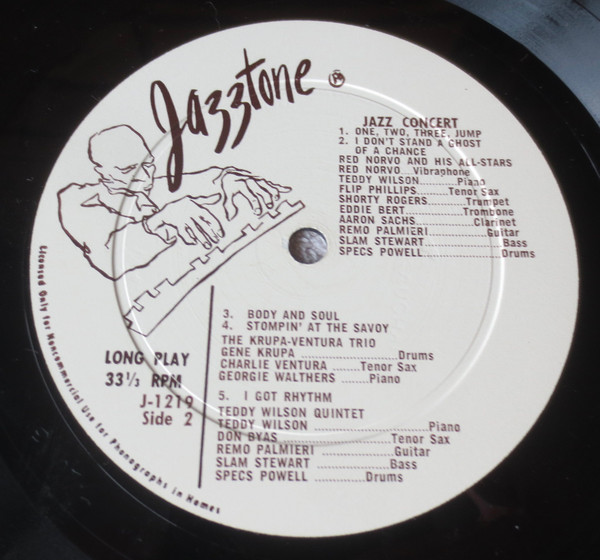 Jazztone
JAZZ CONCERT
1. ONE, TWO, THREE, JUMP
2. I DON'T STAND A GHOST
OF A CHANCE
RED NORVO AND HIS ALL-STARS
RED NORVO....Vibraphone
TEDDY WILSON..........Piano
FLIP PHILLIPS........Tenor Sax
SHORTY ROGERS.........Trumpet
EDDIE BERT.............Trombone
AARON SACHS..............Clarinet
REMO PALMIERI.............Guitar
SLAM STEWART..............Bass
SPECS POWELL..............Drums
3. BODY AND SOUL
4. STOMPIN' AT THE SAVOY
THE KRUPA-VENTURA TRIO
GENE KRUPA ..................Drums
CHARLIE VENTURA ........Tenor Sax
GEORGIE WALTHERS .......Piano
5. I GOT RHYTHM
TEDDY WILSON QUINTET
TEDDY WILSON ........................Piano
DON BYAS........................Tenor Sax
REMO PALMIERI ..................Guitar
SLAM STEWART ................Bass
SPECS POWELL ............Drums
LONG PLAY
33 1/3 RPM
J-1219
Side 2
Licensed Only for Noncommercial Use for Phonographs in Homes